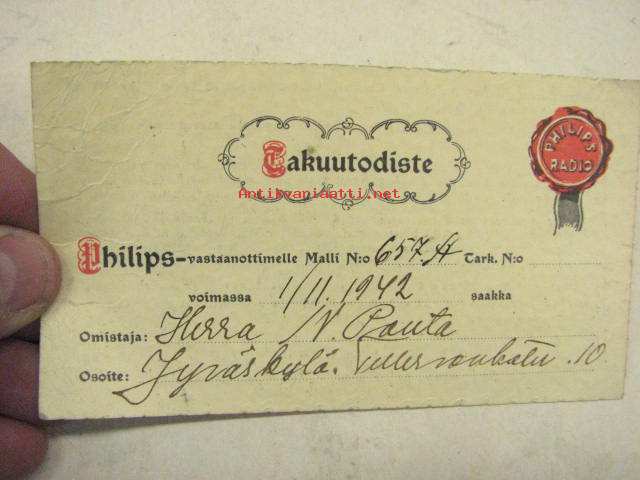 Takuutodiste
Antikvariaatti.net
PHILIPS
RADIO
Philips-vastaanottimelle Malli N:o 657 A Tark. N:o
voimassa 1/11. 1942 saakka
Omistaja: Herra N. Rauta
Osoite: Jyväskylä. 10